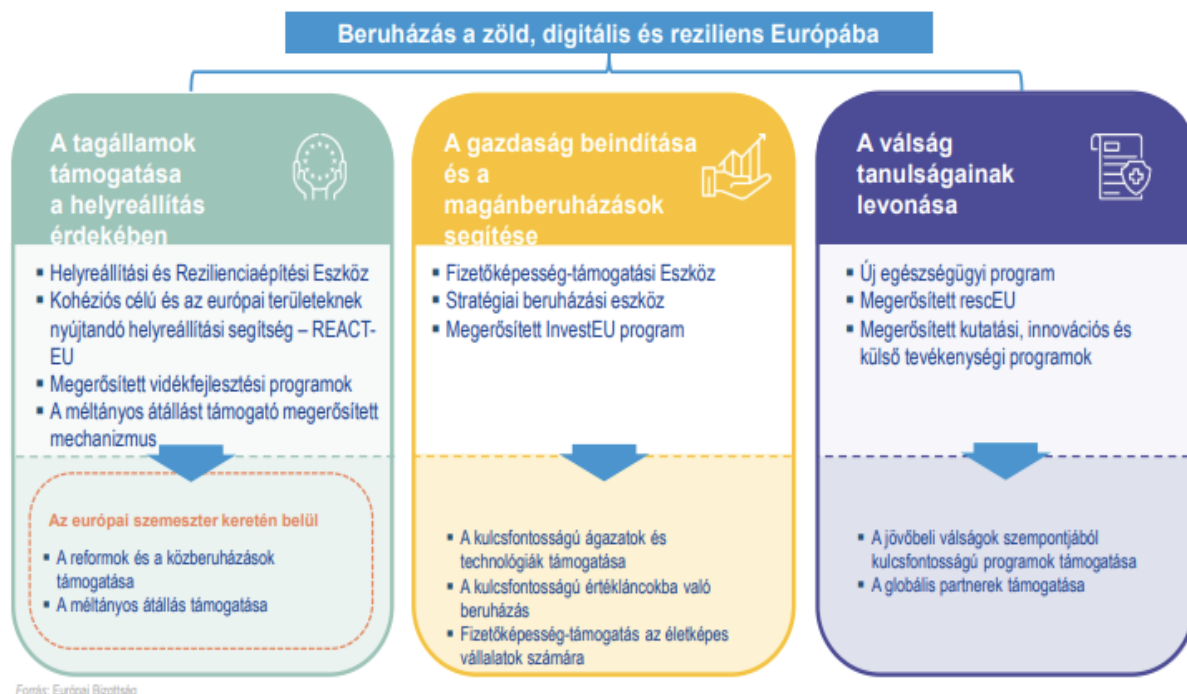 Beruházás a zöld, digitális és reziliens Európába
A tagállamok
támogatása
a helyreállítás
érdekében
▪ Helyreállítási és Rezilienciaépítési Eszköz
▪ Kohéziós célú és az európai területeknek
nyújtandó helyreállítási segítség – REACT-
EU
▪ Megerősített vidékfejlesztési programok
▪ A méltányos átállást támogató megerősített
mechanizmus
Az európai szemeszter keretén belül
▪ A reformok és a közberuházások
támogatása
▪ A méltányos átállás támogatása
A gazdaság beindítása
és a
magánberuházások
segítése
▪ Fizetőképesség-támogatási Eszköz
▪ Stratégiai beruházási eszköz
▪ Megerősített InvestEU program
▪ A kulcsfontosságú ágazatok és
technológiák támogatása
▪ A kulcsfontosságú értékláncokba való
beruházás
▪ Fizetőképesség-támogatás az életképes
vállalatok számára
A válság
tanulságainak
levonása
▪ Új egészségügyi program
▪ Megerősített rescEU
▪ Megerősített kutatási, innovációs és
külső tevékenységi programok
▪ A jövőbeli válságok szempontjából
kulcsfontosságú programok támogatása
▪ A globális partnerek támogatása
Forrás: Európai Bizottság